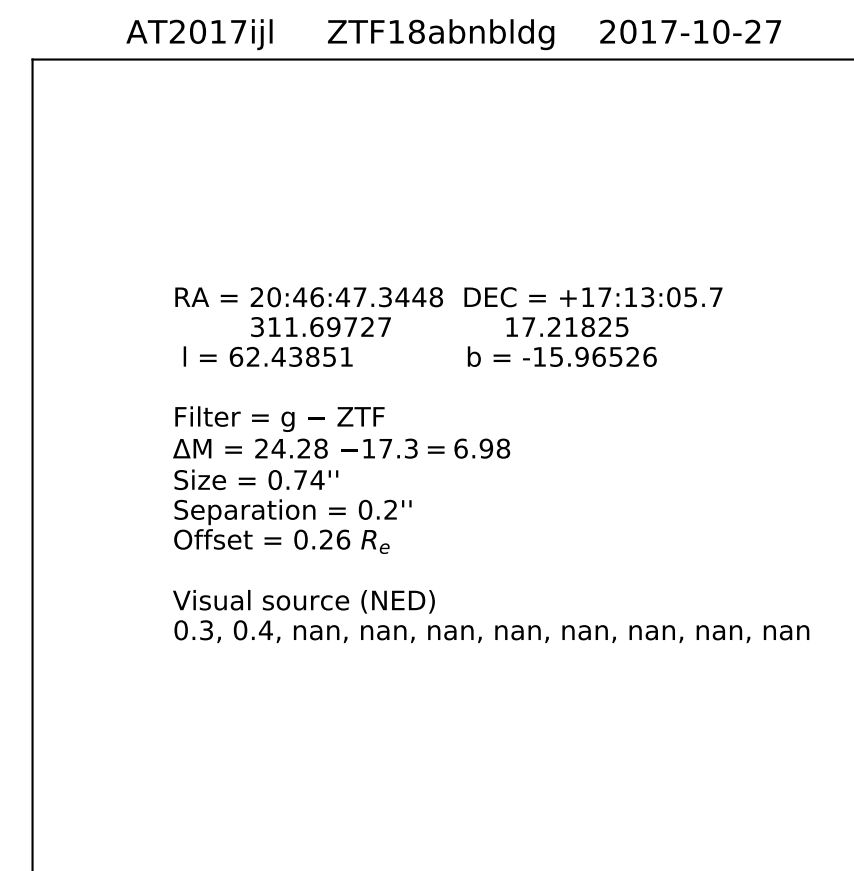 AT2017ijl ZTF18abnbldg 2017-10-27
RA = 20:46:47.3448 DEC = +17:13:05.7
311.69727 17.21825
l = 62.43851 b = -15.96526
Filter = g − ZTF
ΔM = 24.28 −17.3 = 6.98
Size = 0.74''
Separation = 0.2''
Offset = 0.26 Re
Visual source (NED)
0.3, 0.4, nan, nan, nan, nan, nan, nan, nan, nan